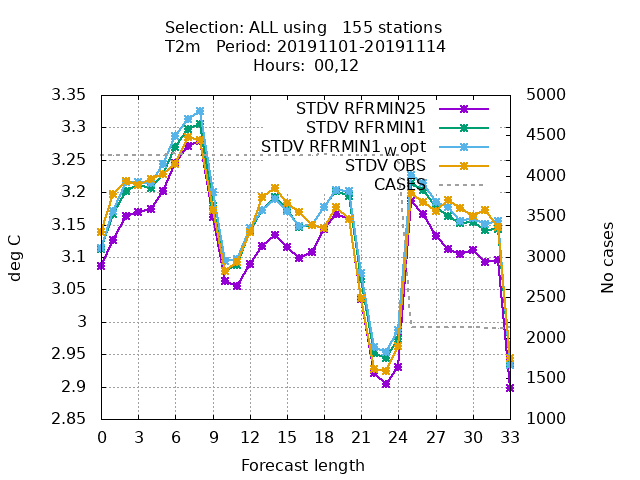 Selection: ALL using   155 stations
T2m   Period: 20191101-20191114
Hours:  00,12
STDV RFRMIN25
STDV RFRMIN1
STDV RFRMIN1_w opt
STDV OBS
CASES
3.35
3.3
3.25
3.2
3.15
3.1
3.05
3
2.95
2.9
2.85
deg C
5000
4500
4000
3500
3000
2500
2000
1500
1000
No cases
0 3 6 9 12 15 18 21 24 27 30 33
Forecast length